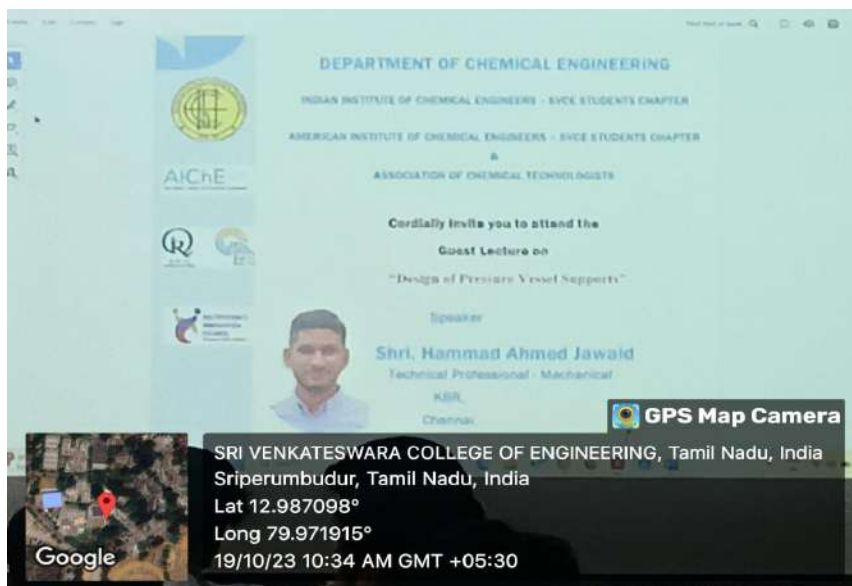 DEPARTMENT OF CHEMICAL ENGINEERING
INDIAN INSTITUTE OF CHEMICAL ENGINEERS - SVCE STUDENTS CHAPTER
AMERICAN INSTITUTE OF CHEMICAL ENGINEERS - SVCE STUDENTS CHAPTER
&
ASSOCIATION OF CHEMICAL TECHNOLOGISTS
AIChE
Cordially invite you to attend the
Guest Lecture on
"Design of Pressure Vessel Supports"
INNOVATION
COUNCIL
Speaker
Shri. Hammad Ahmed Jawaid
Technical Professional - Mechanical
KBR,
Chennai
GPS Map Camera
SRI VENKATESWARA COLLEGE OF ENGINEERING, Tamil Nadu, India
Sriperumbudur, Tamil Nadu, India
Lat 12.987098°
Long 79.971915°
19/10/23 10:34 AM GMT +05:30
Google